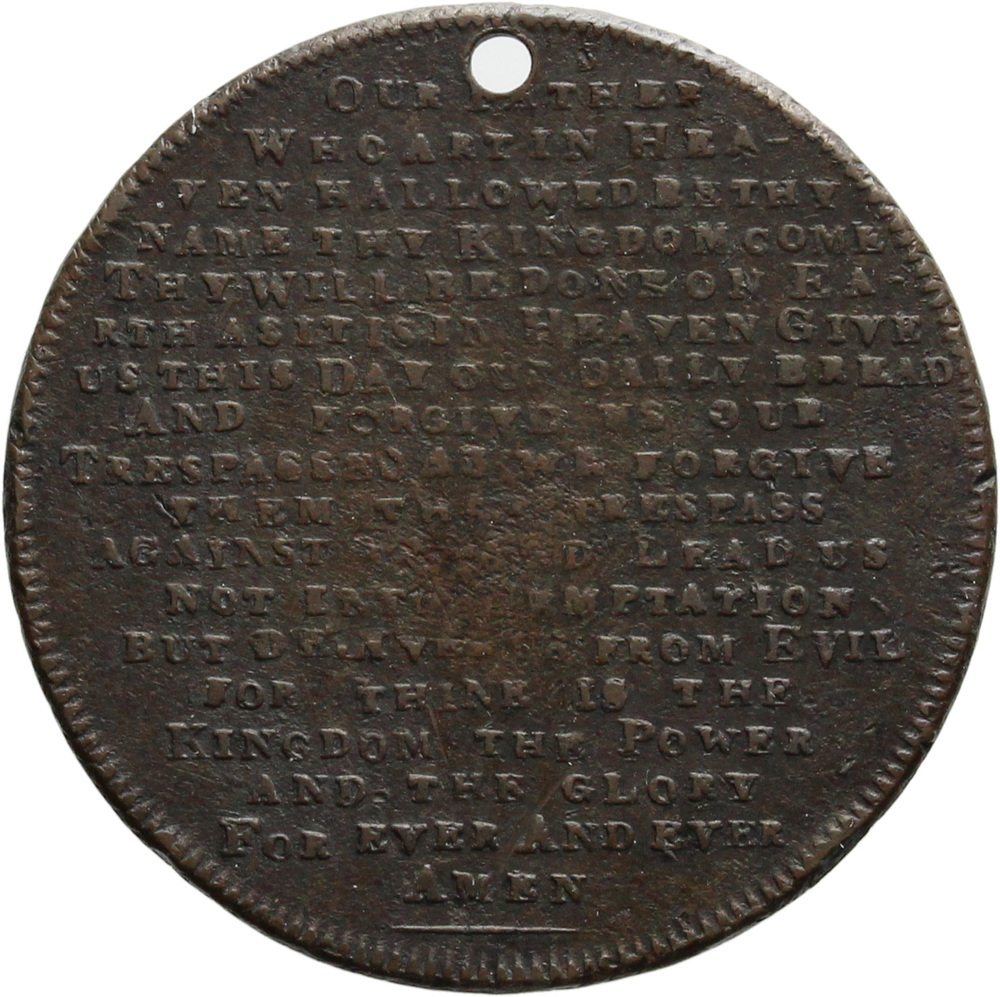 OUR FATHER
WHO ART IN HEA-
VEN HALLOWED BE THY
NAME THY KINGDOM COME
THY WILL BE DONE ON EA-
RTH AS IT IS IN HEAVEN GIVE
US THIS DAY OUR DAILY BREAD
AND FORGIVE US OUR
TRESPASSES AS WE FORGIVE
THEM TRESPASS
AGAINST LEAD US
NOT INTO TEMPTATION
BUT DELIVER US FROM EVIL
FOR THINE IS THE
KINGDOM THE POWER
AND THE GLORY
FOR EVER AND EVER
AMEN